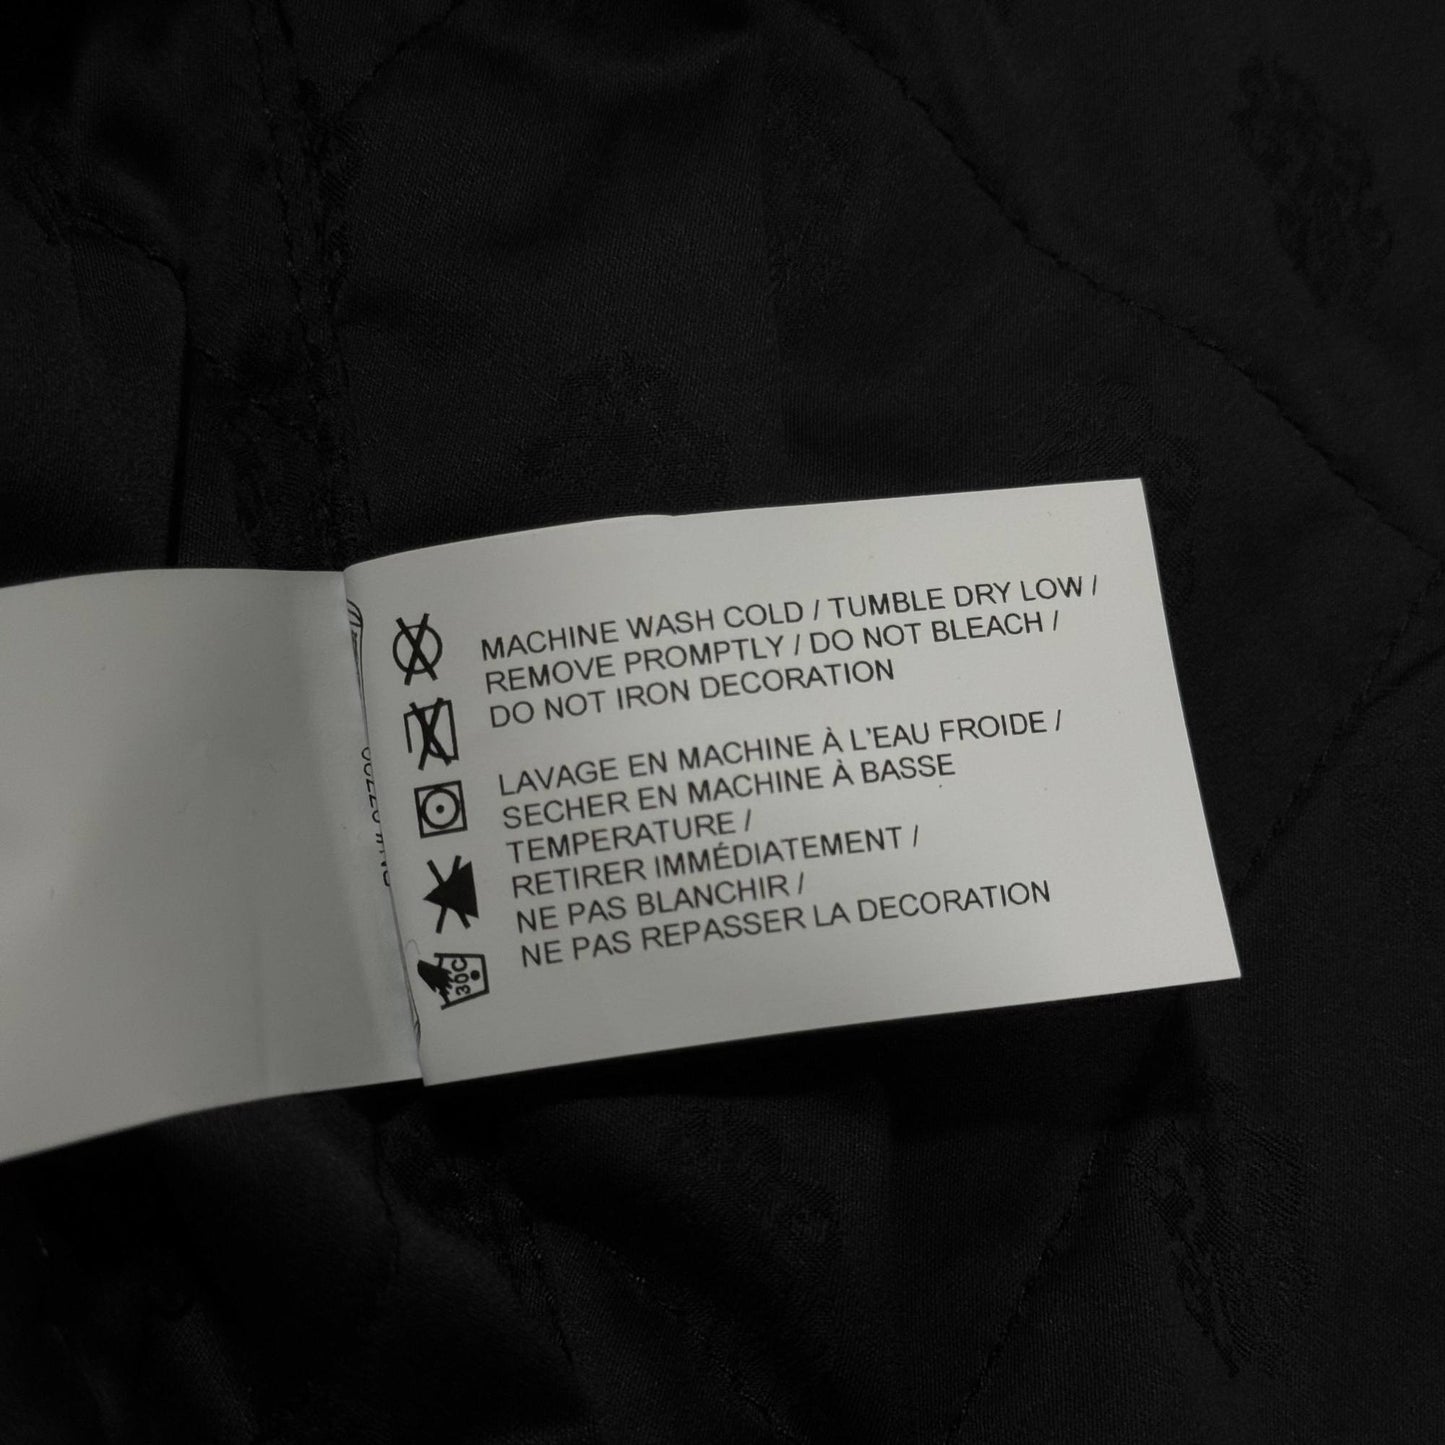 MACHINE WASH COLD / TUMBLE DRY LOW /
REMOVE PROMPTLY / DO NOT BLEACH /
DO NOT IRON DECORATION
LAVAGE EN MACHINE À L'EAU FROIDE /
SECHER EN MACHINE À BASSE
TEMPERATURE /
RETIRER IMMÉDIATEMENT /
NE PAS BLANCHIR /
NE PAS REPASSER LA DECORATION
30C